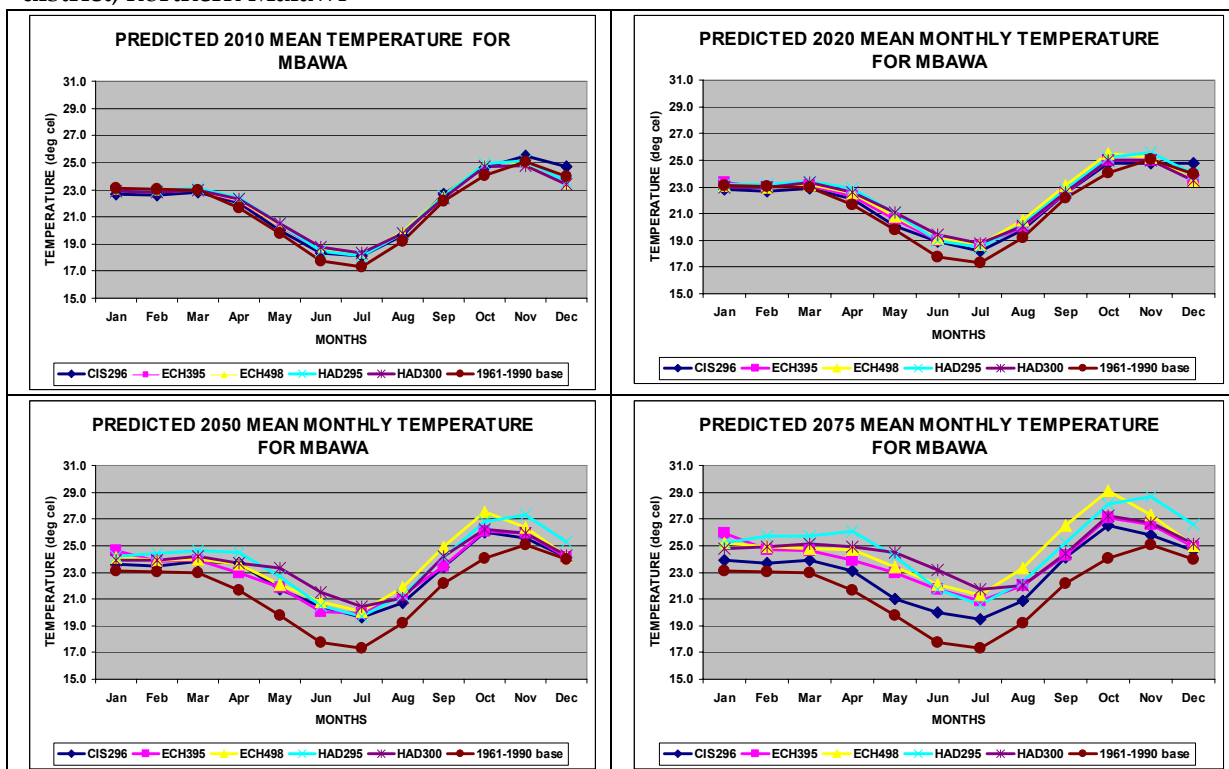 district, Northern Malawi
PREDICTED 2010 MEAN TEMPERATURE FOR
MBAWA
TEMPERATURE (deg cel)
31.0
29.0
27.0
25.0
23.0
21.0
19.0
17.0
15.0
Jan Feb Mar Apr May Jun Jul Aug Sep Oct Nov Dec
MONTHS
CIS296 ECH395 ECH498 HAD295 HAD300 1961-1990 base
PREDICTED 2020 MEAN MONTHLY TEMPERATURE
FOR MBAWA
TEMPERATURE (deg cel)
31.0
29.0
27.0
25.0
23.0
21.0
19.0
17.0
15.0
Jan Feb Mar Apr May Jun Jul Aug Sep Oct Nov Dec
MONTHS
CIS296 ECH395 ECH498 HAD295 HAD300 1961-1990 base
PREDICTED 2050 MEAN MONTHLY TEMPERATURE
FOR MBAWA
TEMPERATURE (deg cel)
31.0
29.0
27.0
25.0
23.0
21.0
19.0
17.0
15.0
Jan Feb Mar Apr May Jun Jul Aug Sep Oct Nov Dec
MONTHS
CIS296 ECH395 ECH498 HAD295 HAD300 1961-1990 base
PREDICTED 2075 MEAN MONTHLY TEMPERATURE
FOR MBAWA
TEMPERATURE (deg cel)
31.0
29.0
27.0
25.0
23.0
21.0
19.0
17.0
15.0
Jan Feb Mar Apr May Jun Jul Aug Sep Oct Nov Dec
MONTHS
CIS296 ECH395 ECH498 HAD295 HAD300 1961-1990 base